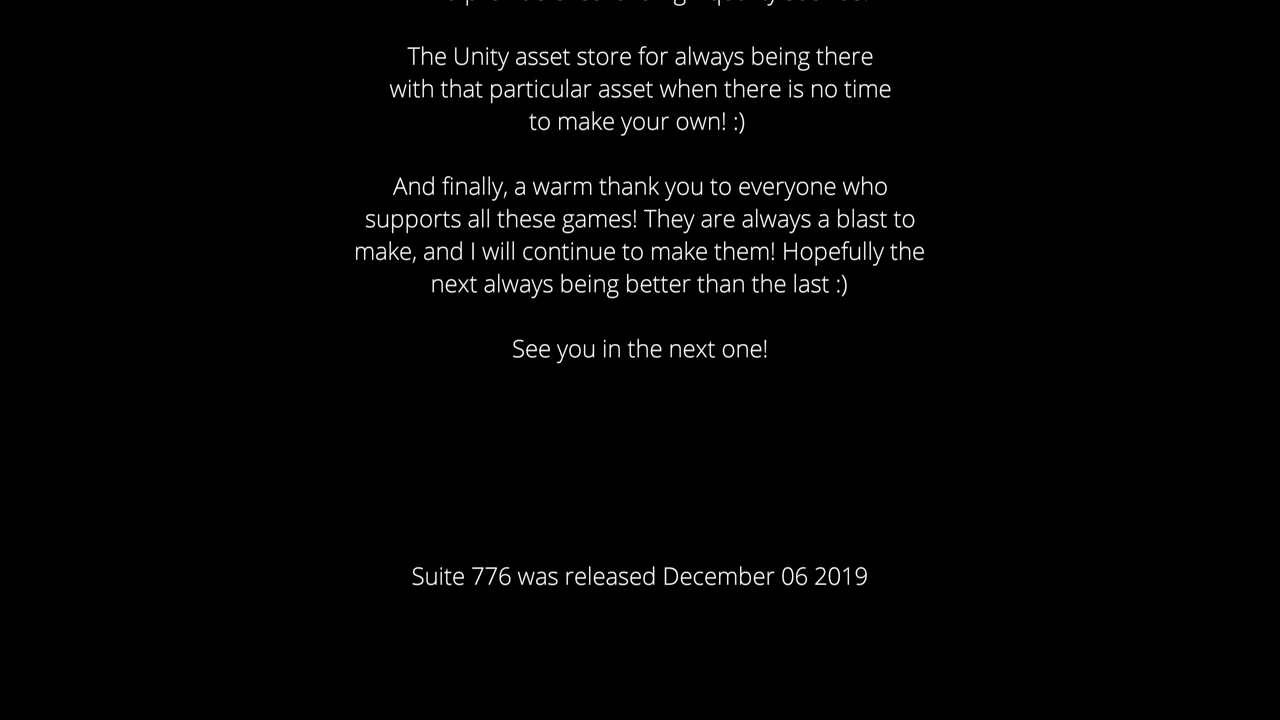 The Unity asset store for always being there
with that particular asset when there is no time
to make your own! :)
And finally, a warm thank you to everyone who
supports all these games! They are always a blast to
make, and I will continue to make them! Hopefully the
next always being better than the last :)
See you in the next one!
Suite 776 was released December 06 2019